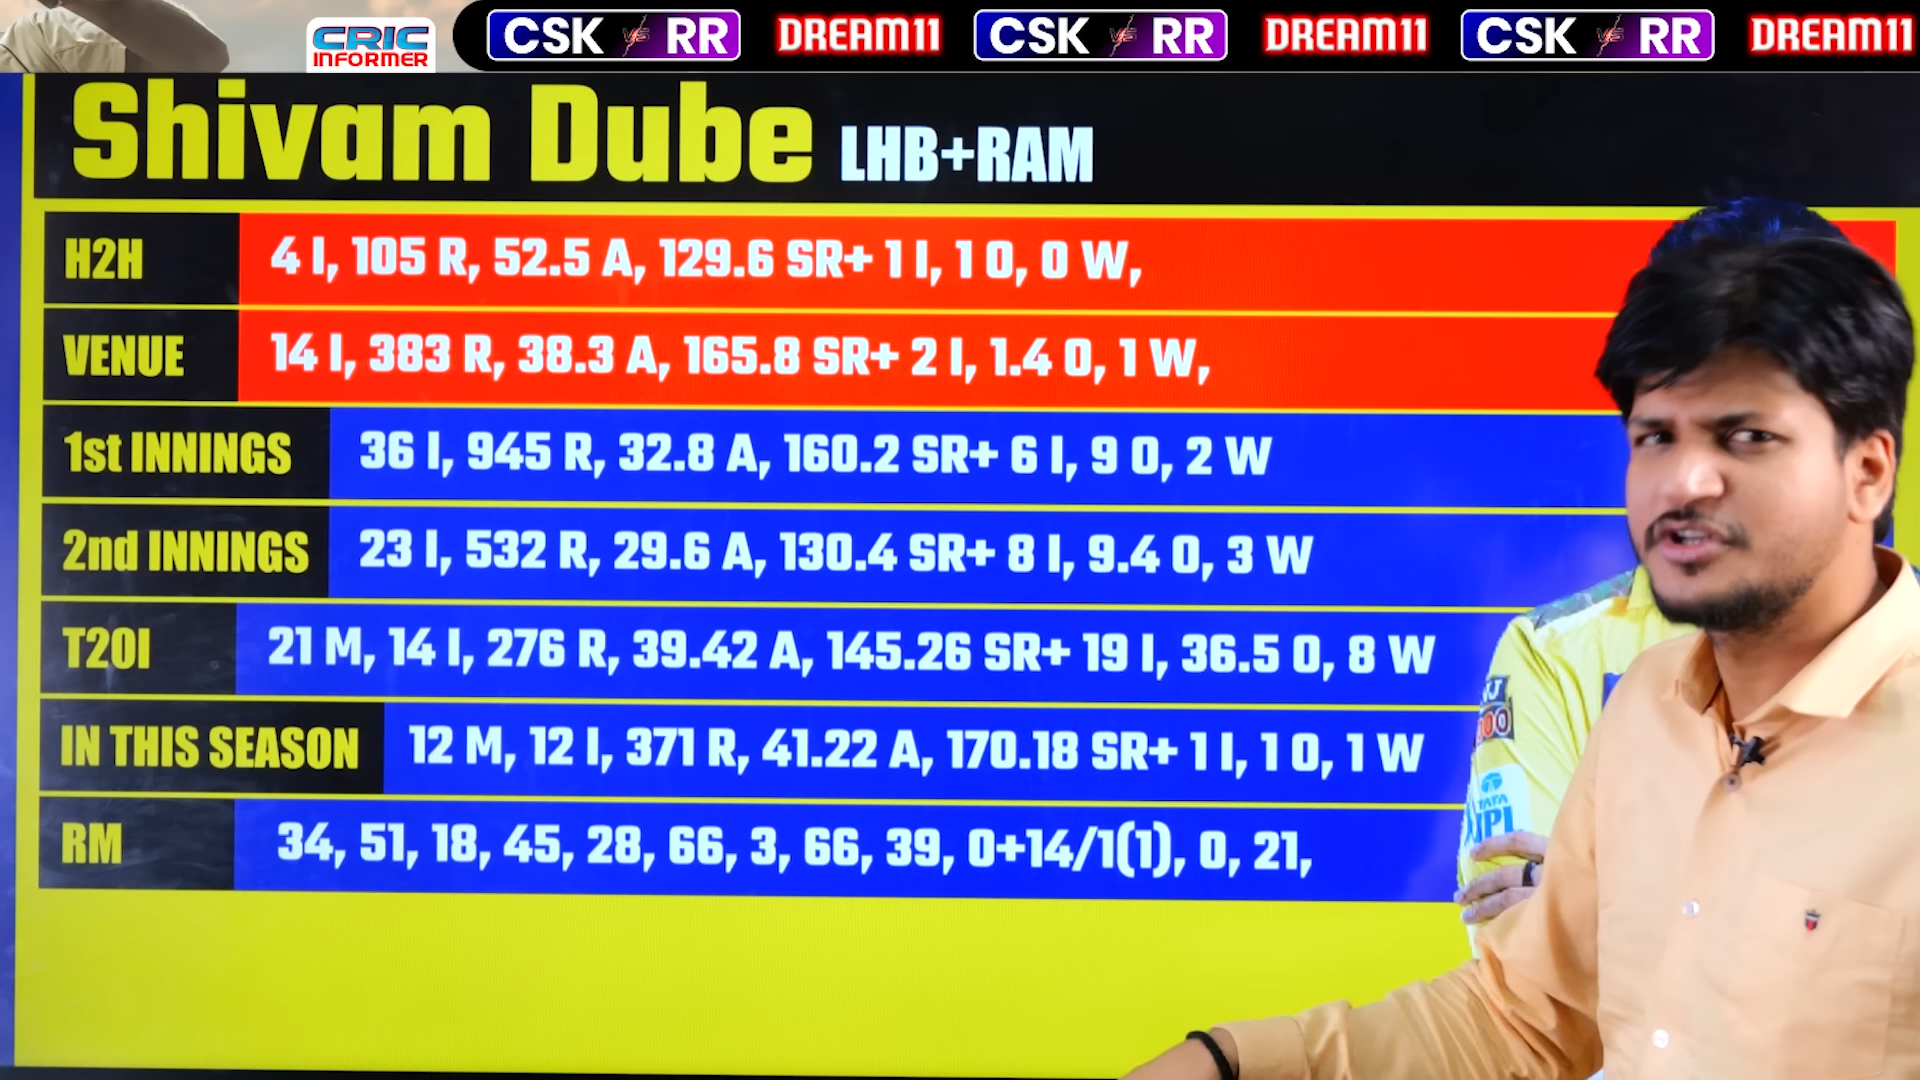 CRIC
INFORMER
CSK VS RR DREAM11 CSK VS RR DREAM11 CSK VS RR DREAM11
Shivam Dube LHB+RAM
H2H 4 I, 105 R, 52.5 A, 129.6 SR+ 1 I, 1 O, 0 W,
VENUE 14 I, 383 R, 38.3 A, 165.8 SR+ 2 I, 1.4 O, 1 W,
1st INNINGS 36 I, 945 R, 32.8 A, 160.2 SR+ 6 I, 9 O, 2 W
2nd INNINGS 23 I, 532 R, 29.6 A, 130.4 SR+ 8 I, 9.4 O, 3 W
T20I 21 M, 14 I, 276 R, 39.42 A, 145.26 SR+ 19 I, 36.5 O, 8 W
IN THIS SEASON 12 M, 12 I, 371 R, 41.22 A, 170.18 SR+ 1 I, 1 O, 1 W
RM 34, 51, 18, 45, 28, 66, 3, 66, 39, 0+14/1(1), 0, 21,
TATA
IPL